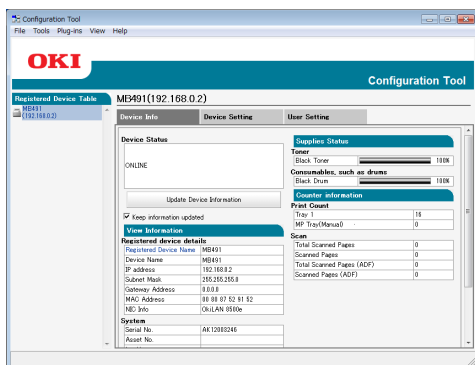 Configuration Tool
File Tools Plug-ins View Help
OKI
Configuration Tool
Registered Device Table
MB491
(192.168.0.2)
MB491(192.168.0.2)
Device Info Device Setting User Setting
Device Status
ONLINE
Update Device Information
Keep information updated
View Information
Registered device details
Registered Device Name MB491
Device Name MB491
IP address 192.168.0.2
Subnet Mask 255.255.255.0
Gateway Address 0.0.0.0
MAC Address 00 80 87 52 91 52
NIC Info OkiLAN 8500e
System
Serial No. AK12003246
Asset No.
Supplies Status
Toner
Black Toner 100%
Consumables, such as drums
Black Drum 100%
Counter information
Print Count
Tray 1 16
MP Tray(Manual) 0
Scan
Total Scanned Pages 0
Scanned Pages 0
Total Scanned Pages (ADF) 0
Scanned Pages (ADF) 0